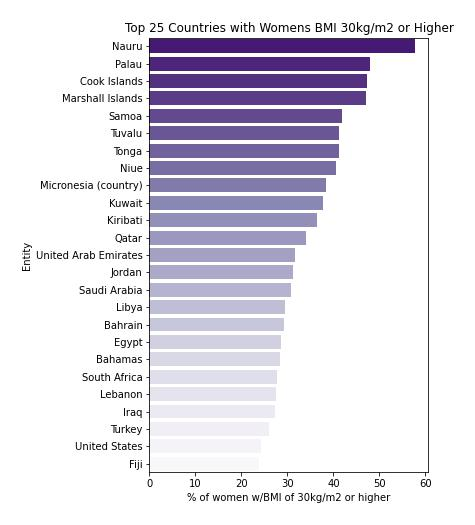 Top 25 Countries with Womens BMI 30kg/m2 or Higher
Nauru
Palau
Cook Islands
Marshall Islands
Samoa
Tuvalu
Tonga
Niue
Micronesia (country)
Kuwait
Kiribati
Qatar
United Arab Emirates
Jordan
Saudi Arabia
Libya
Bahrain
Egypt
Bahamas
South Africa
Lebanon
Iraq
Turkey
United States
Fiji
Entity
0 10 20 30 40 50 60
% of women w/BMI of 30kg/m2 or higher